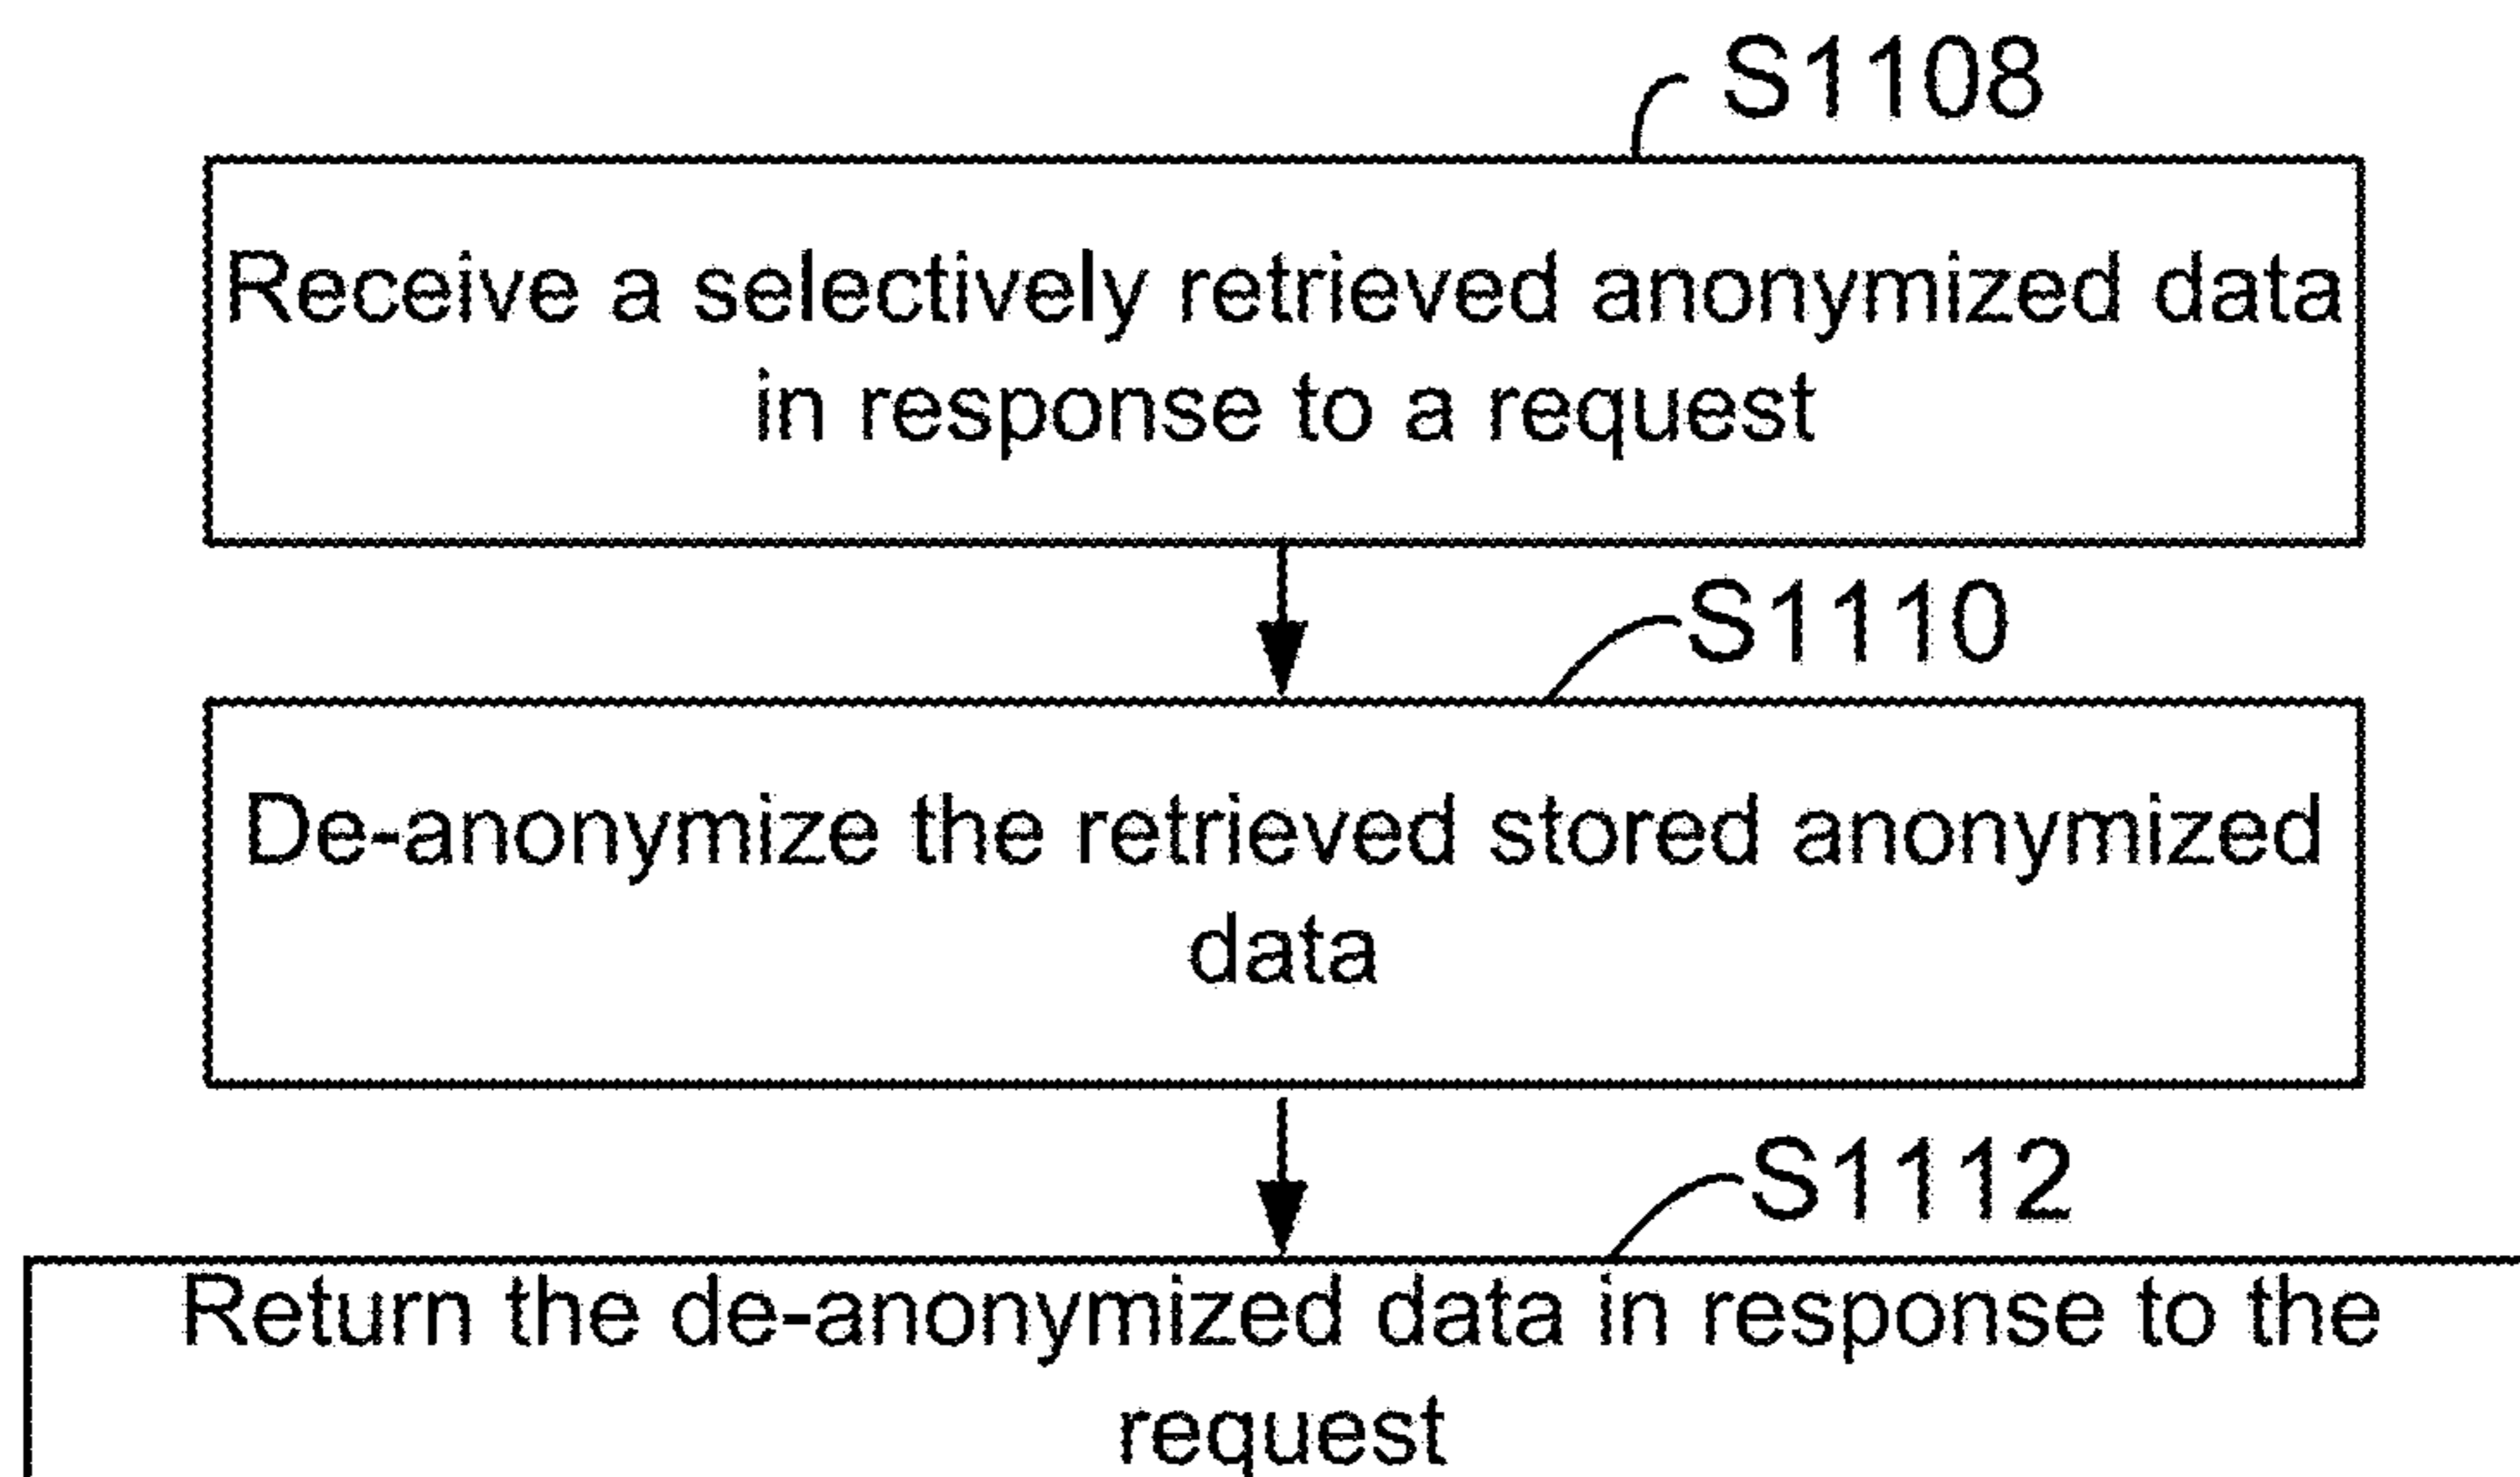 S1108
Receive a selectively retrieved anonymized data
in response to a request
S1110
De-anonymize the retrieved stored anonymized
data
S1112
Return the de-anonymized data in response to the
request